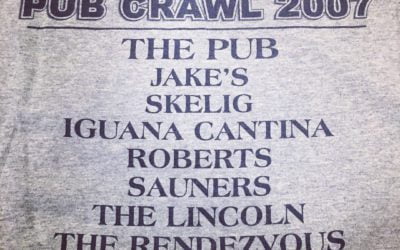 PUB CRAWL 2007
THE PUB
JAKE'S
SKELIG
IGUANA CANTINA
ROBERTS
SAUNERS
THE LINCOLN
THE RENDEZVOUS